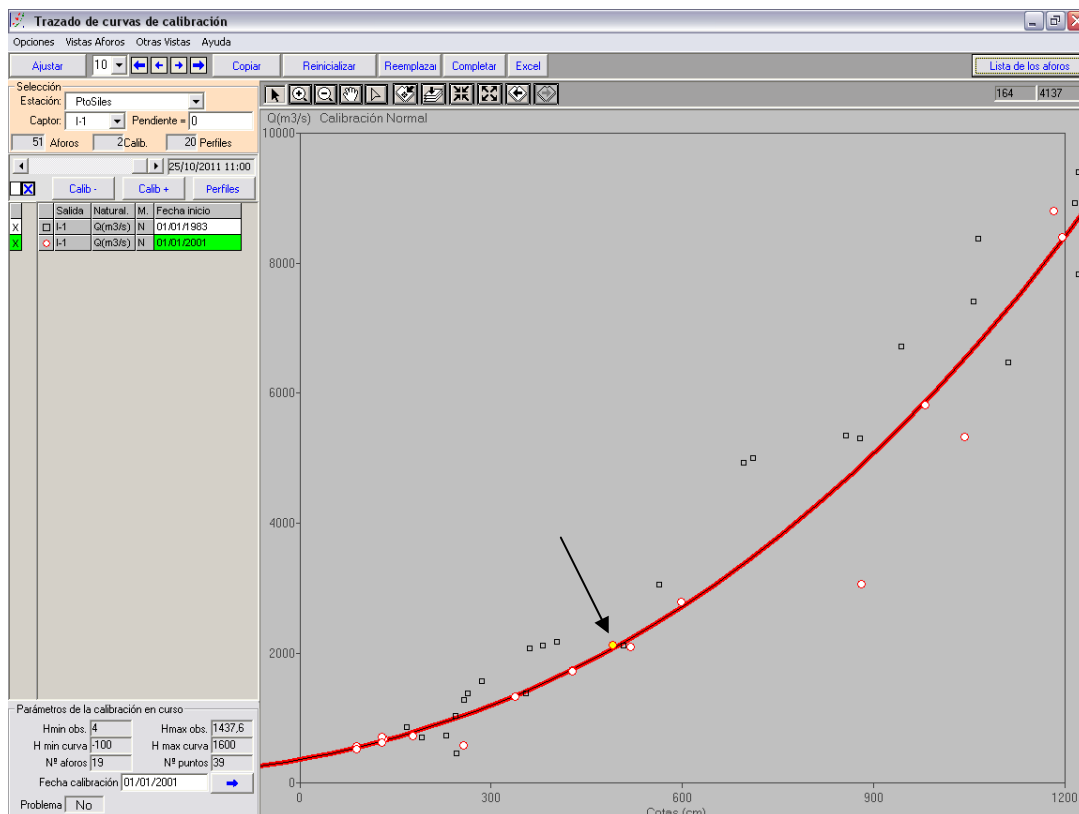 Trazado de curvas de calibración
Opciones Vistas Aforos Otras Vistas Ayuda
Ajustar 10 Copiar Reinicializar Reemplazar Completar Excel Lista de los aforos
Selección
Estación: PtoSiles
Captor: I-1 Pendiente = 0
51 Aforos 2 Calib. 20 Perfiles
164 4137
25/10/2011 11:00
Calib - Calib + Perfiles
Salida Natural. M. Fecha inicio
X I-1 Q(m3/s) N 01/01/1983
X I-1 Q(m3/s) N 01/01/2001
Q(m3/s) Calibración Normal
10000
8000
6000
4000
2000
0
0 300 600 900 1200
Cotas (cm)
Parámetros de la calibración en curso
Hmin obs. 4 Hmax obs. 1437,6
H min curva -100 H max curva 1600
Nº aforos 19 Nº puntos 39
Fecha calibración 01/01/2001
Problema No